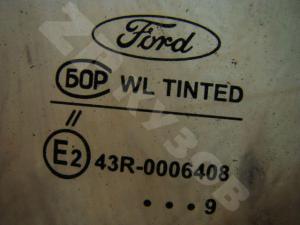 Ford
БОР WL TINTED
//
E2 43R-0006408
•••9